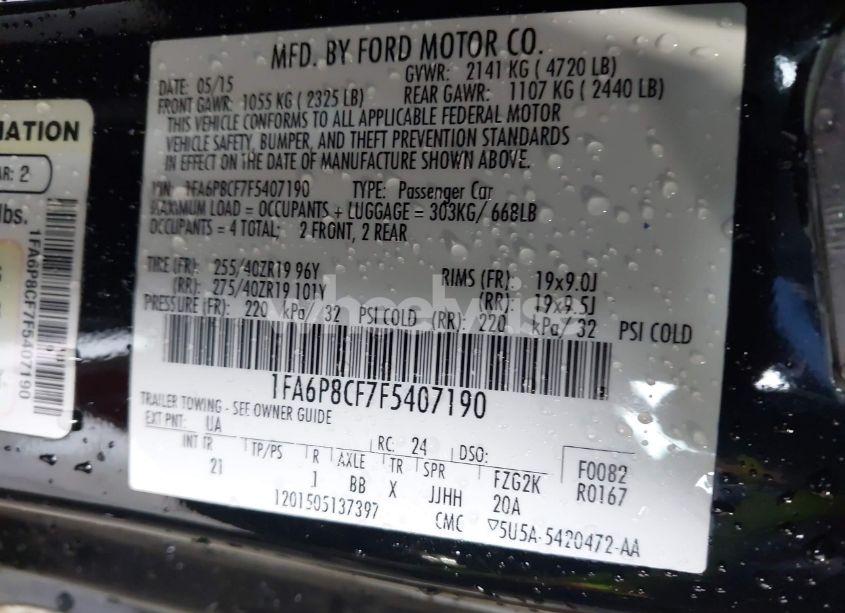 MFD. BY FORD MOTOR CO.
DATE: 05/15 GVWR: 2141 KG ( 4720 LB)
FRONT GAWR: 1055 KG ( 2325 LB) REAR GAWR: 1107 KG ( 2440 LB)
THIS VEHICLE CONFORMS TO ALL APPLICABLE FEDERAL MOTOR
VEHICLE SAFETY, BUMPER, AND THEFT PREVENTION STANDARDS
IN EFFECT ON THE DATE OF MANUFACTURE SHOWN ABOVE.
VIN: 1FA6P8CF7F5407190 TYPE: Passenger Car
MAXIMUM LOAD = OCCUPANTS + LUGGAGE = 303KG/ 668LB
OCCUPANTS = 4 TOTAL; 2 FRONT, 2 REAR
TIRE (FR): 255/40ZR19 96Y RIMS (FR): 19x9.0J
(RR): 275/40ZR19 101Y (RR): 19x9.5J
PRESSURE (FR): 220 kPa/ 32 PSI COLD (RR): 220 kPa/ 32 PSI COLD
1FA6P8CF7F5407190
TRAILER TOWING - SEE OWNER GUIDE
EXT PNT: UA RC: 24 DSO:
INT TR TP/PS R AXLE TR SPR FZG2K F0082
21 1 BB X JJHH 20A R0167
1201505137397 CMC ▽5U5A-5420472-AA
MATION
AR: 2
lbs.
1FA6P8CF7F5407190